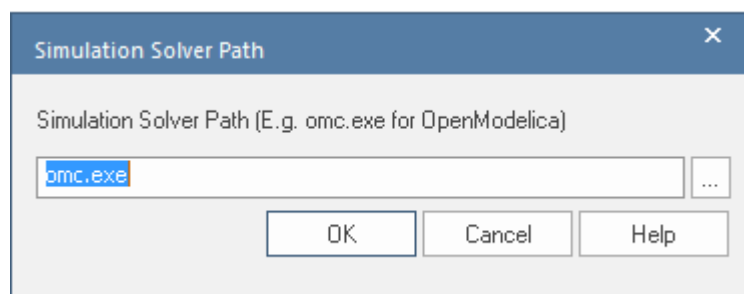 Simulation Solver Path
Simulation Solver Path (E.g. omc.exe for OpenModelica)
omc.exe
...
OK Cancel Help